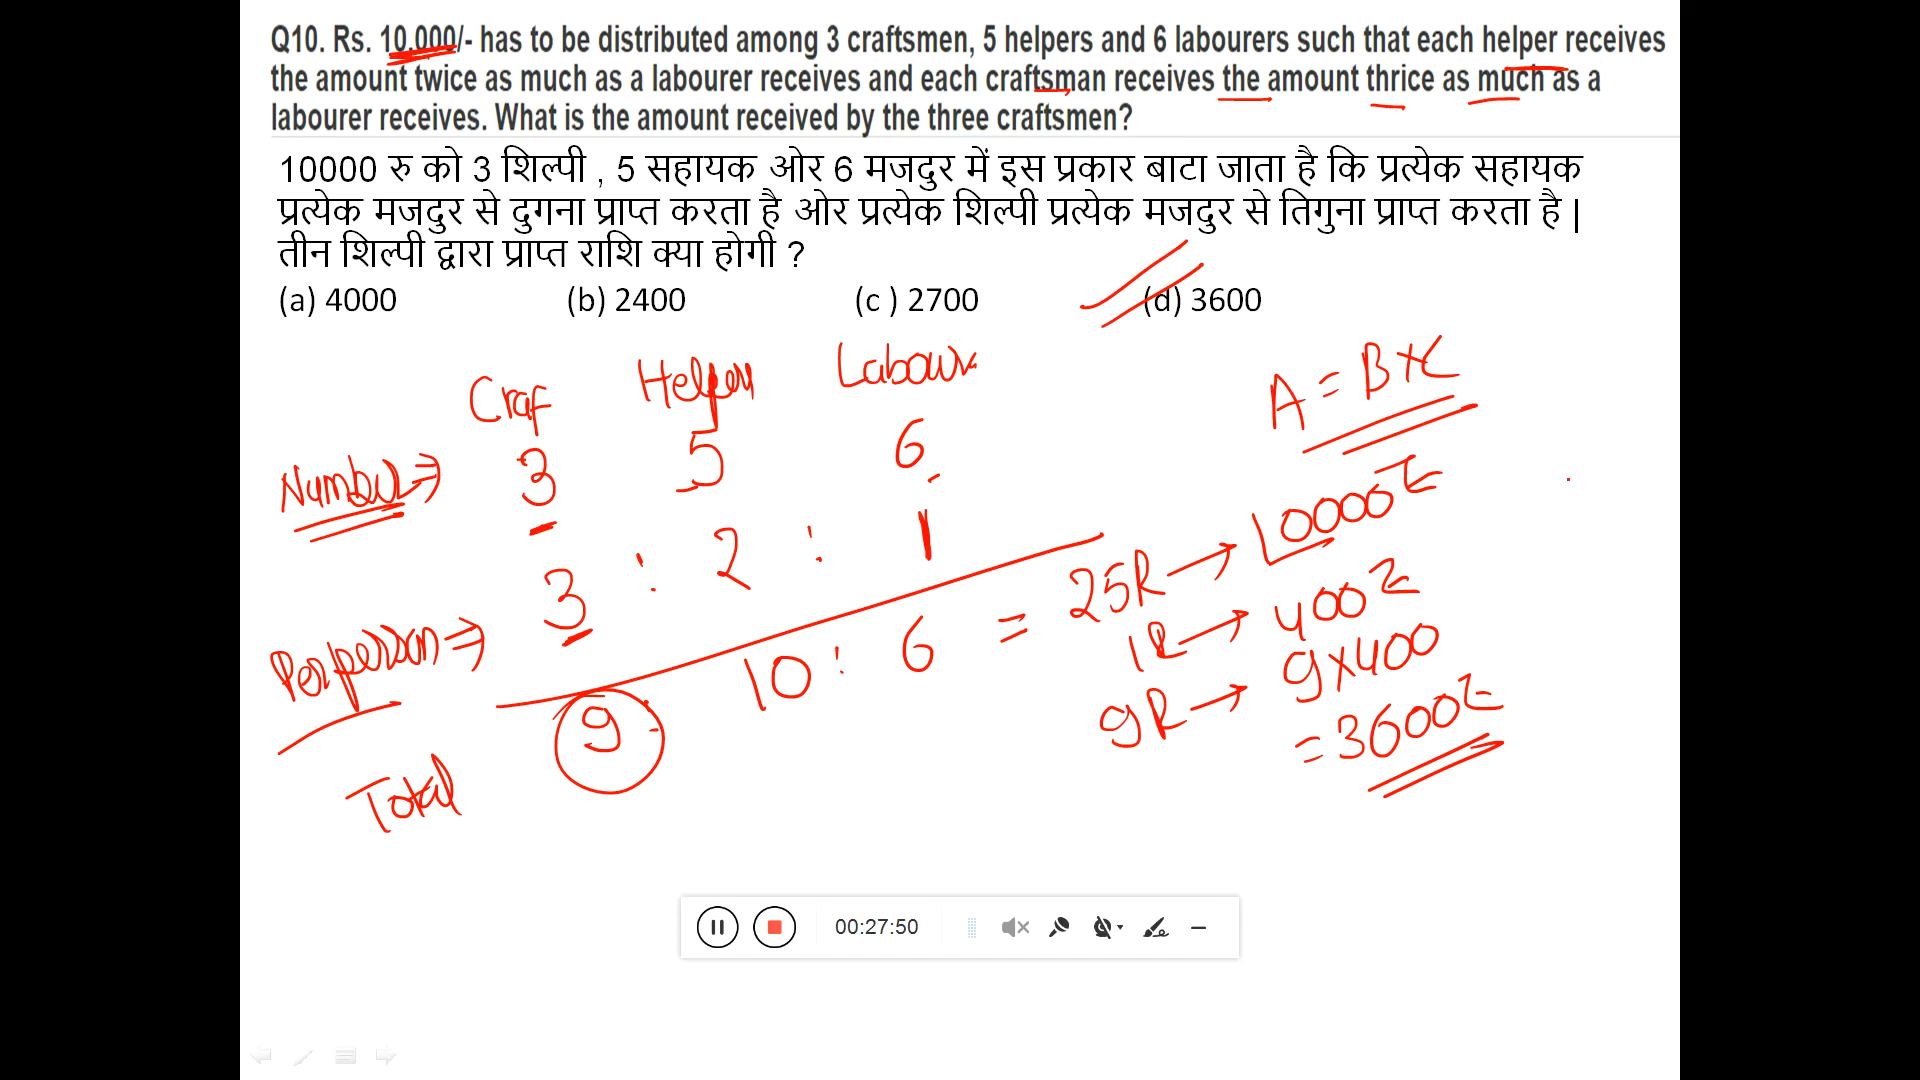 Q10. Rs. 10,000/- has to be distributed among 3 craftsmen, 5 helpers and 6 labourers such that each helper receives
the amount twice as much as a labourer receives and each craftsman receives the amount thrice as much as a
labourer receives. What is the amount received by the three craftsmen?
10000 रु को 3 शिल्पी , 5 सहायक ओर 6 मजदुर में इस प्रकार बाटा जाता है कि प्रत्येक सहायक
प्रत्येक मजदुर से दुगना प्राप्त करता है ओर प्रत्येक शिल्पी प्रत्येक मजदुर से तिगुना प्राप्त करता है |
तीन शिल्पी द्वारा प्राप्त राशि क्या होगी ?
(a) 4000 (b) 2400 (c ) 2700 (d) 3600
Craf Helper Labour
A = B+C
Number ⇒ 3 5 6
3 : 2 : 1
Per/person ⇒
9 10 : 6 = 25R → 10000₹
1R → 400₹
9R → 9×400
= 3600₹
Total
00:27:50